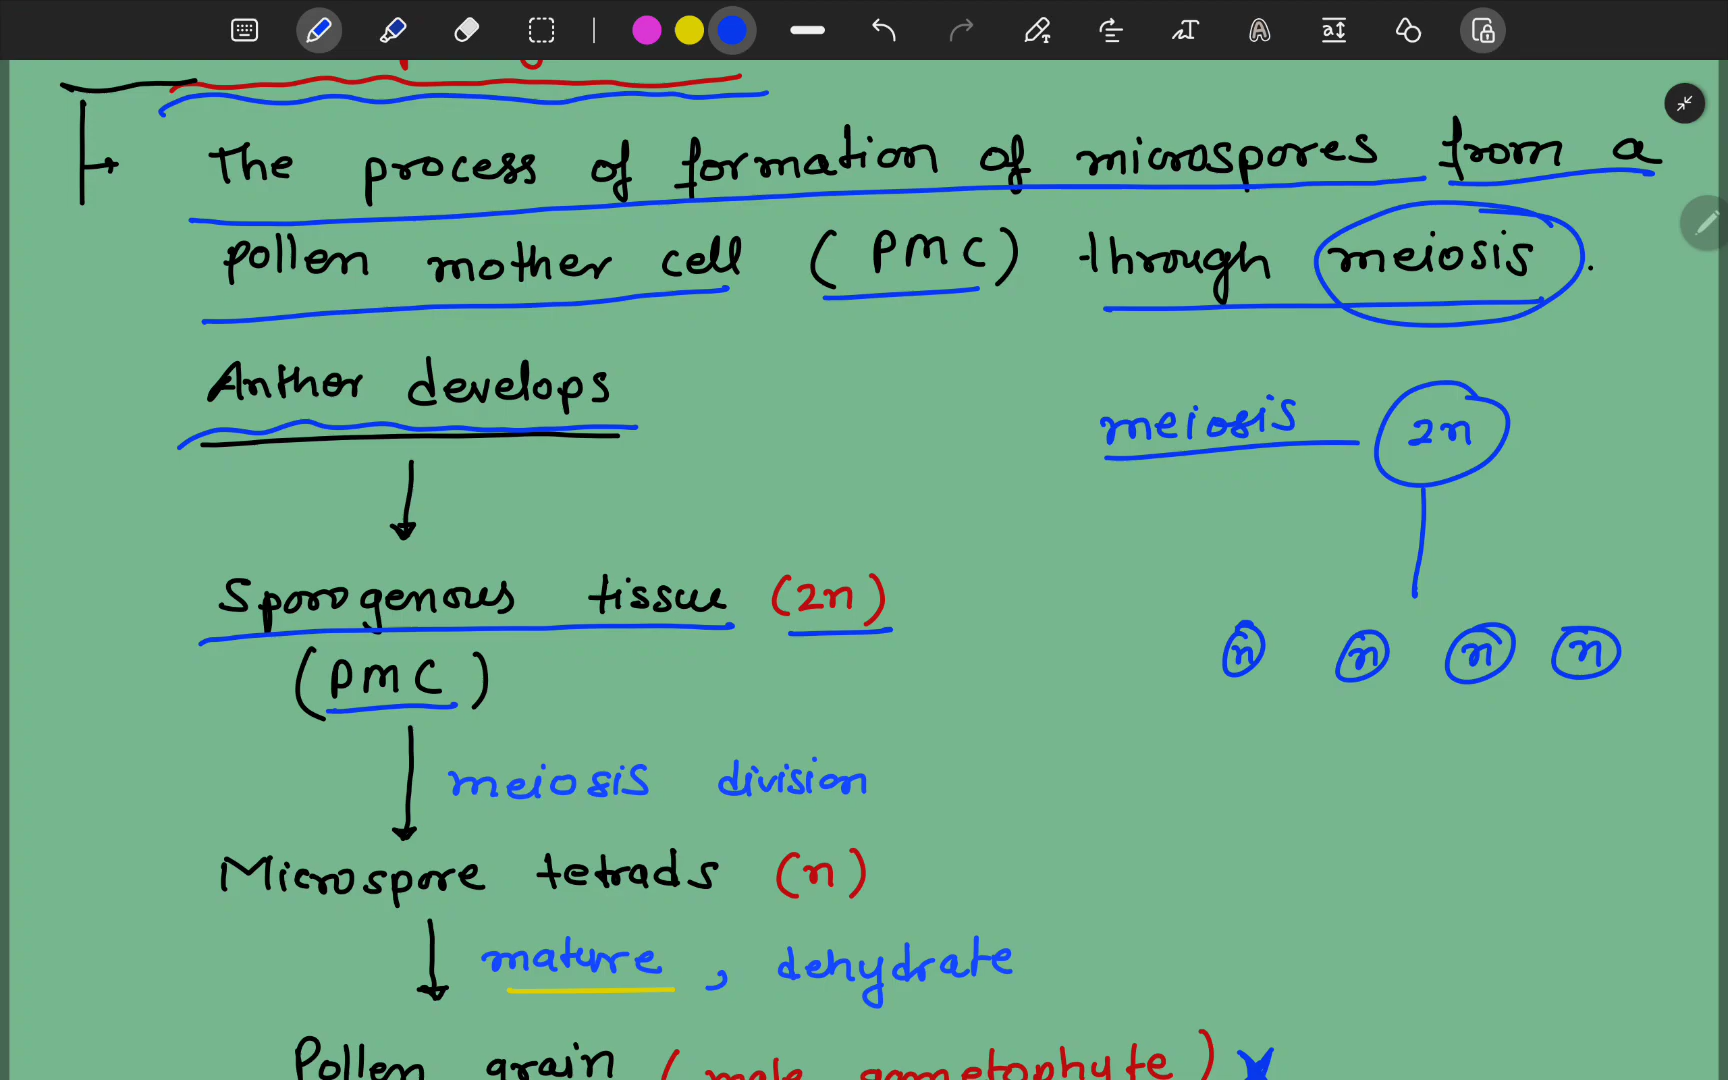 The process of formation of microspores from a
pollen mother cell (PMC) through meiosis.
Anther develops
meiosis 2n
Sporogenous tissue (2n)
n n n n
(PMC)
meiosis division
Microspore tetrads (n)
mature, dehydrate
Pollen grain (male gametophyte)